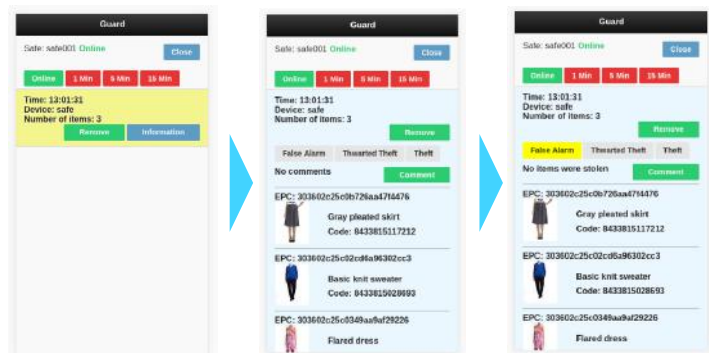 Guard
Safe: safe001 Online
Close
Online 1 Min 5 Min 15 Min
Time: 13:01:31
Device: safe
Number of items: 3
Remove Information
Guard
Safe: safe001 Online
Close
Online 1 Min 5 Min 15 Min
Time: 13:01:31
Device: safe
Number of items: 3
Remove
False Alarm Thwarted Theft Theft
No comments
Comment
EPC: 303602c25c0b726aa47f4476
Gray pleated skirt
Code: 8433815117212
EPC: 303602c25c02cd6a96302cc3
Basic knit sweater
Code: 8433815028693
EPC: 303602c25c0349aa9af29226
Flared dress
Guard
Safe: safe001 Online
Close
Online 1 Min 5 Min 15 Min
Time: 13:01:31
Device: safe
Number of items: 3
Remove
False Alarm Thwarted Theft Theft
No items were stolen
Comment
EPC: 303602c25c0b726aa47f4476
Gray pleated skirt
Code: 8433815117212
EPC: 303602c25c02cd6a96302cc3
Basic knit sweater
Code: 8433815028693
EPC: 303602c25c0349aa9af29226
Flared dress